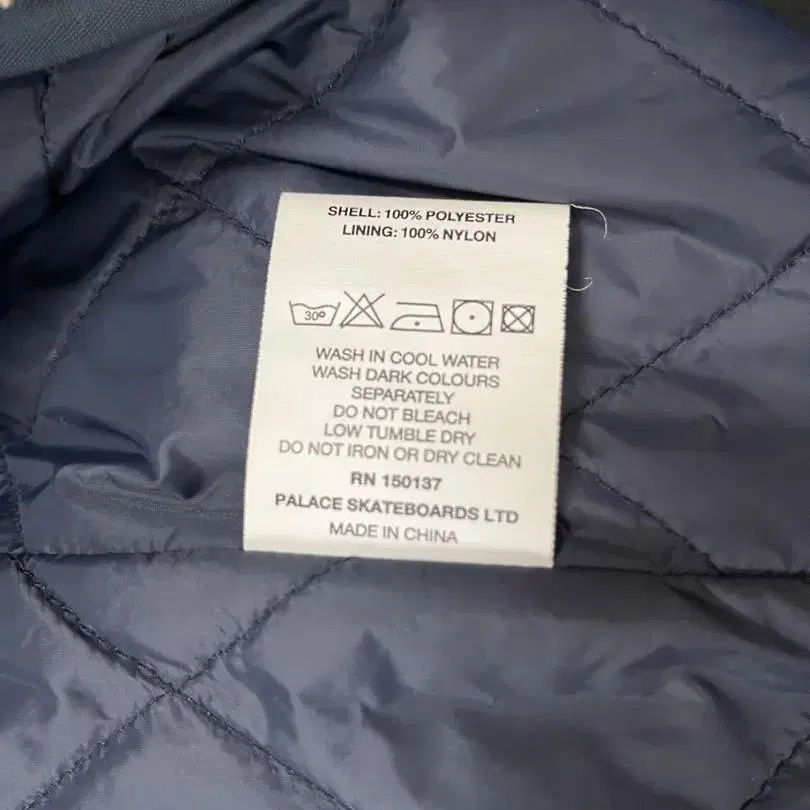 SHELL: 100% POLYESTER
LINING: 100% NYLON
30º
WASH IN COOL WATER
WASH DARK COLOURS
SEPARATELY
DO NOT BLEACH
LOW TUMBLE DRY
DO NOT IRON OR DRY CLEAN
RN 150137
PALACE SKATEBOARDS LTD
MADE IN CHINA